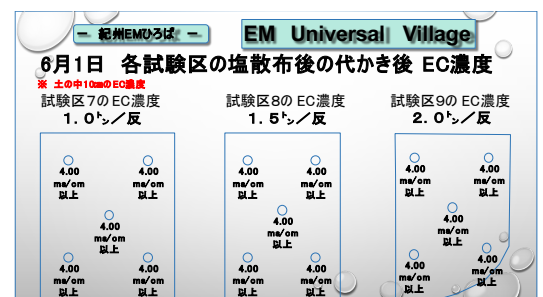 － 紀州EMひろば －
EM Universal Village
6月1日 各試験区の塩散布後の代かき後 EC濃度
※ 土の中10㎝のEC濃度
試験区7のEC濃度
1.0㌧／反
試験区8のEC濃度
1.5㌧／反
試験区9のEC濃度
2.0㌧／反
4.00
ms/cm
以上
4.00
ms/cm
以上
4.00
ms/cm
以上
4.00
ms/cm
以上
4.00
ms/cm
以上
4.00
ms/cm
以上
4.00
ms/cm
以上
4.00
ms/cm
以上
4.00
ms/cm
以上
4.00
ms/cm
以上
4.00
ms/cm
以上
4.00
ms/cm
以上
4.00
ms/cm
以上
4.00
ms/cm
以上
4.00
ms/cm
以上